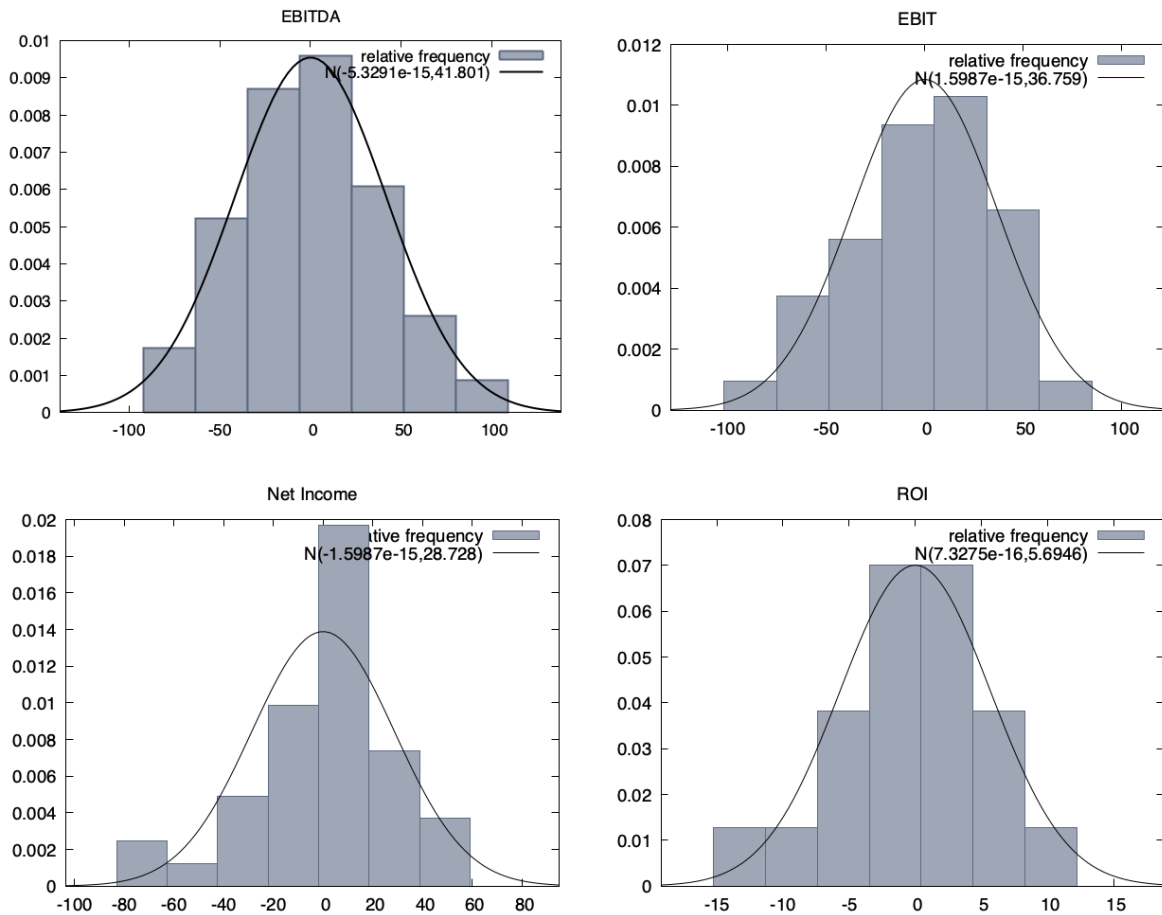 EBITDA
relative frequency
N(-5.3291e-15,41.801)
0.01
0.009
0.008
0.007
0.006
0.005
0.004
0.003
0.002
0.001
0
-100 -50 0 50 100
EBIT
relative frequency
N(1.5987e-15,36.759)
0.012
0.01
0.008
0.006
0.004
0.002
0
-100 -50 0 50 100
Net Income
ative frequency
N(-1.5987e-15,28.728)
0.02
0.018
0.016
0.014
0.012
0.01
0.008
0.006
0.004
0.002
0
-100 -80 -60 -40 -20 0 20 40 60 80
ROI
relative frequency
N(7.3275e-16,5.6946)
0.08
0.07
0.06
0.05
0.04
0.03
0.02
0.01
0
-15 -10 -5 0 5 10 15